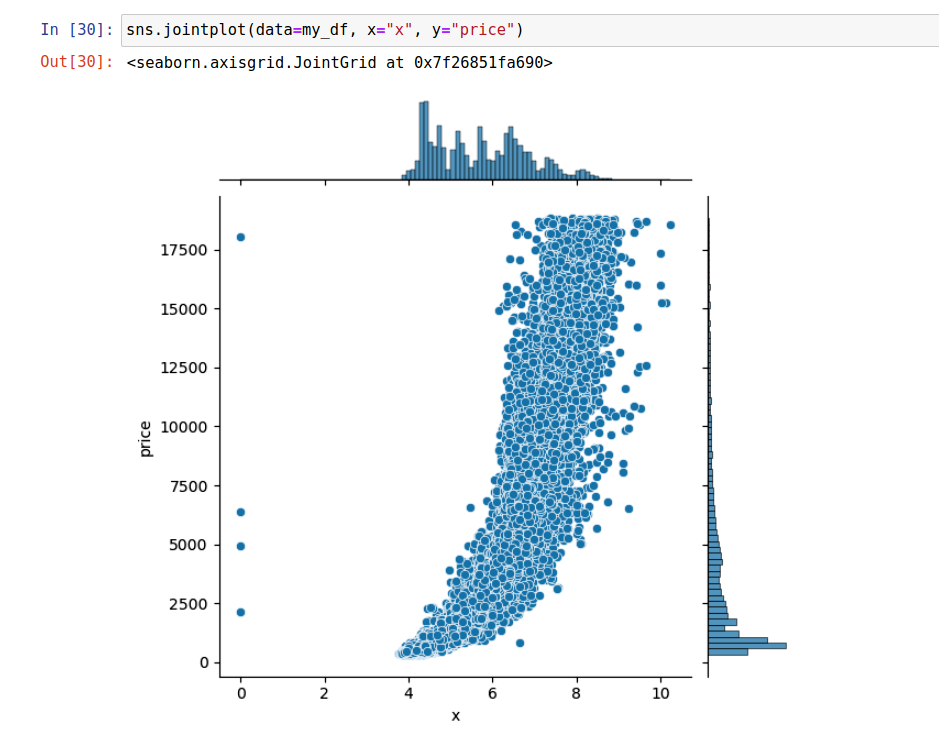 In [30]: sns.jointplot(data=my_df, x="x", y="price")
Out[30]: <seaborn.axisgrid.JointGrid at 0x7f26851fa690>
17500
15000
12500
10000
price
7500
5000
2500
0
0 2 4 6 8 10
x